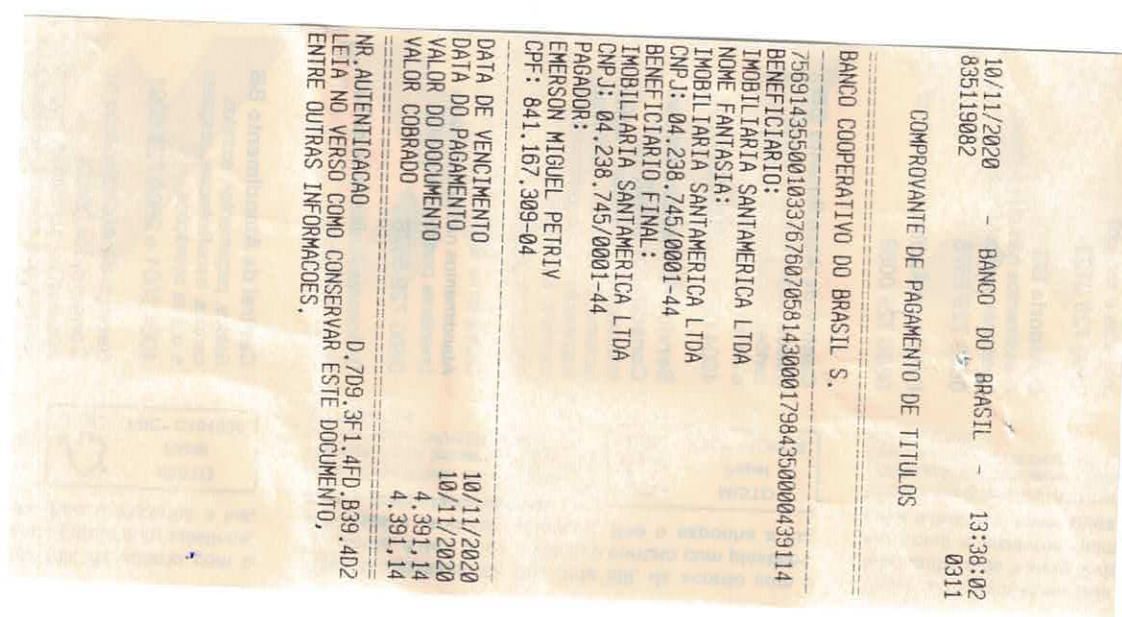 10/11/2020 - BANCO DO BRASIL - 13:38:02
8351119082 0311
COMPROVANTE DE PAGAMENTO DE TITULOS
BANCO COOPERATIVO DO BRASIL S.
75691435500103376760705814300017984350000439114
BENEFICIARIO:
IMOBILIARIA SANTAMERICA LTDA
NOME FANTASIA:
IMOBILIARIA SANTAMERICA LTDA
CNPJ: 04.238.745/0001-44
BENEFICIARIO FINAL:
IMOBILIARIA SANTAMERICA LTDA
CNPJ: 04.238.745/0001-44
PAGADOR:
EMERSON MIGUEL PETRIV
CPF: 841.167.309-04
DATA DE VENCIMENTO 10/11/2020
DATA DO PAGAMENTO 10/11/2020
VALOR DO DOCUMENTO 4.391,14
VALOR COBRADO 4.391,14
NR.AUTENTICACAO D.7D9.3F1.4FD.B39.4D2
LEIA NO VERSO COMO CONSERVAR ESTE DOCUMENTO,
ENTRE OUTRAS INFORMACOES.